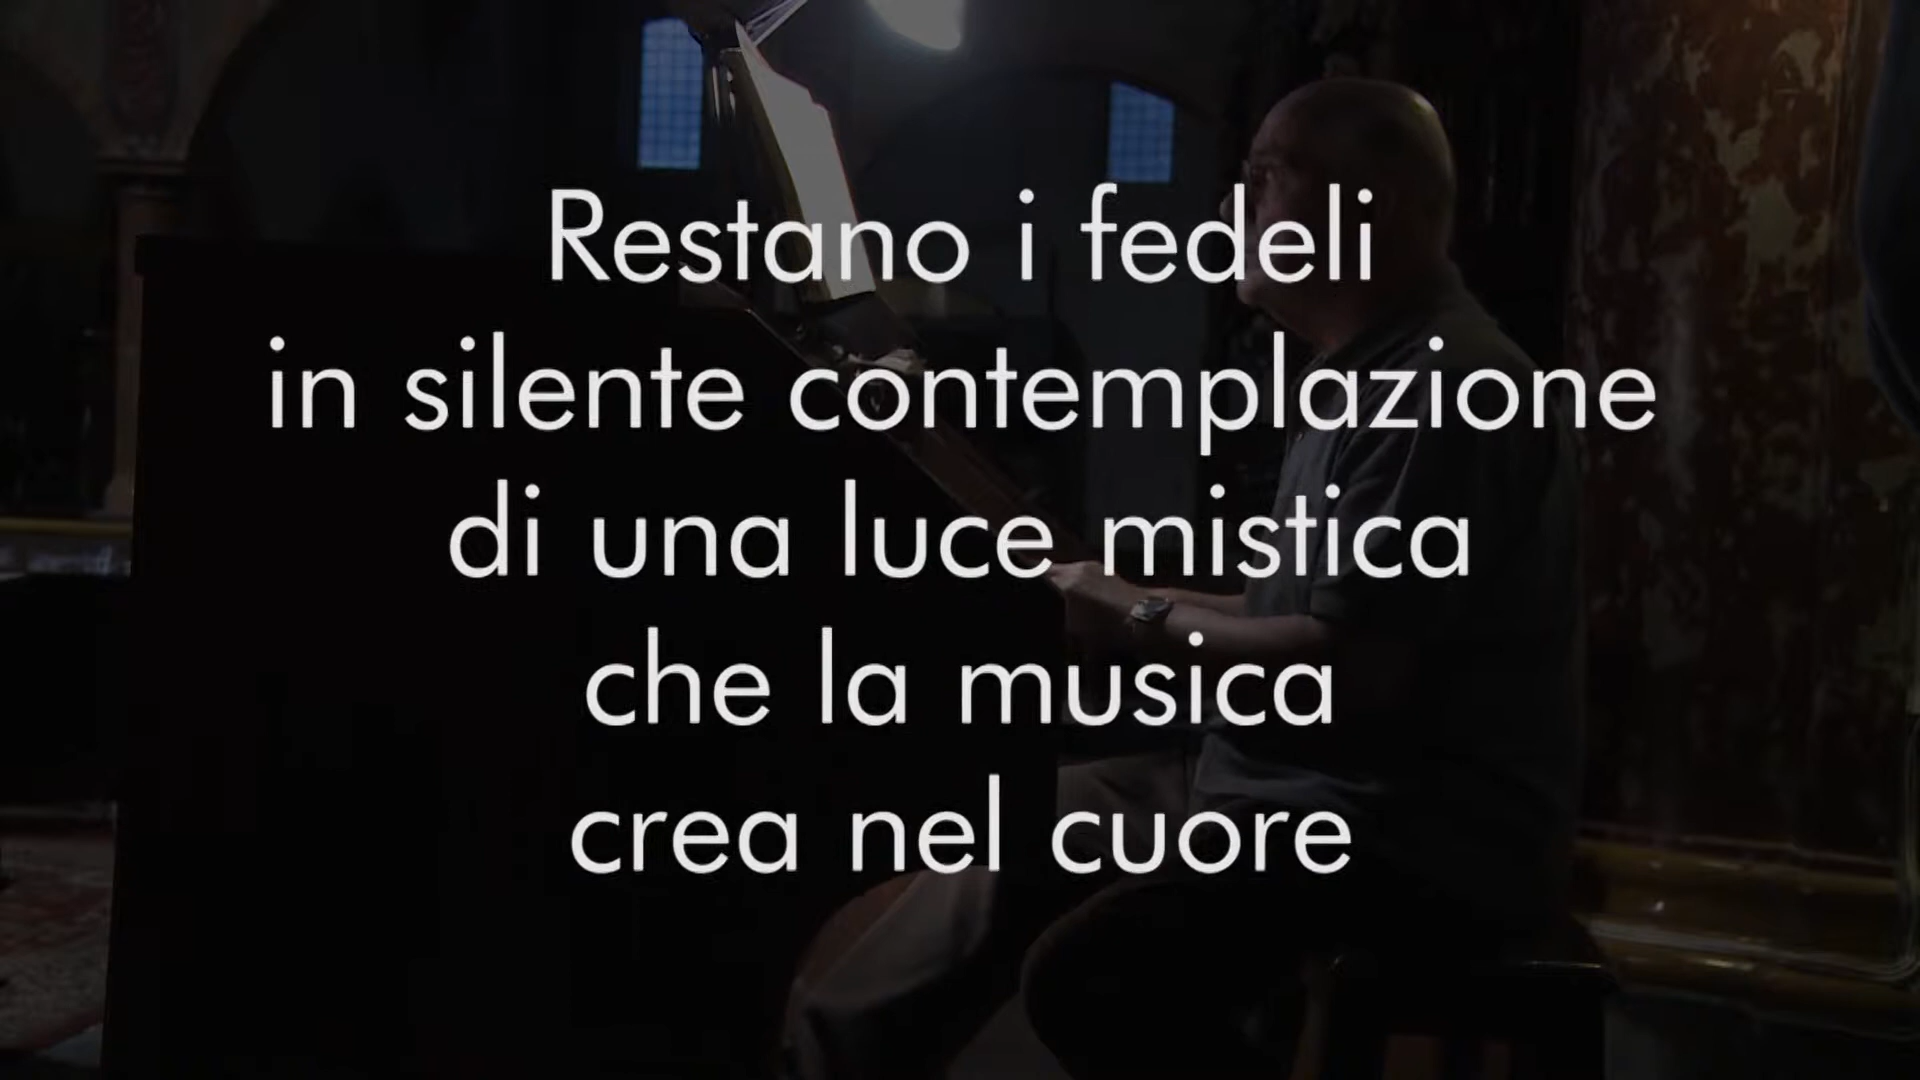 Restano i fedeli
in silente contemplazione
di una luce mistica
che la musica
crea nel cuore